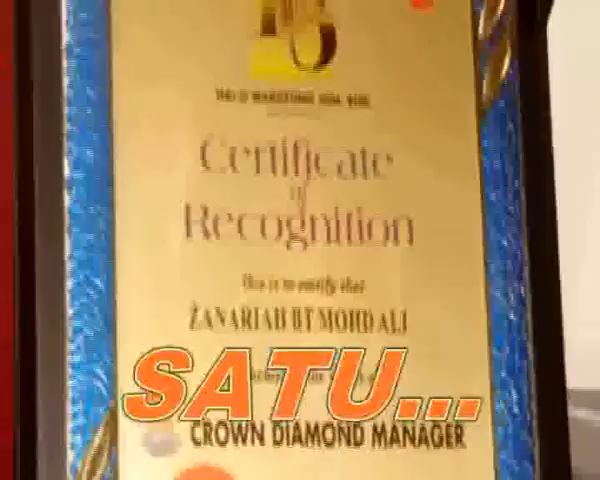 Certificate
of
Recognition
This is to certify that
ZANARIAH BT MOHD ALI
SATU...
CROWN DIAMOND MANAGER